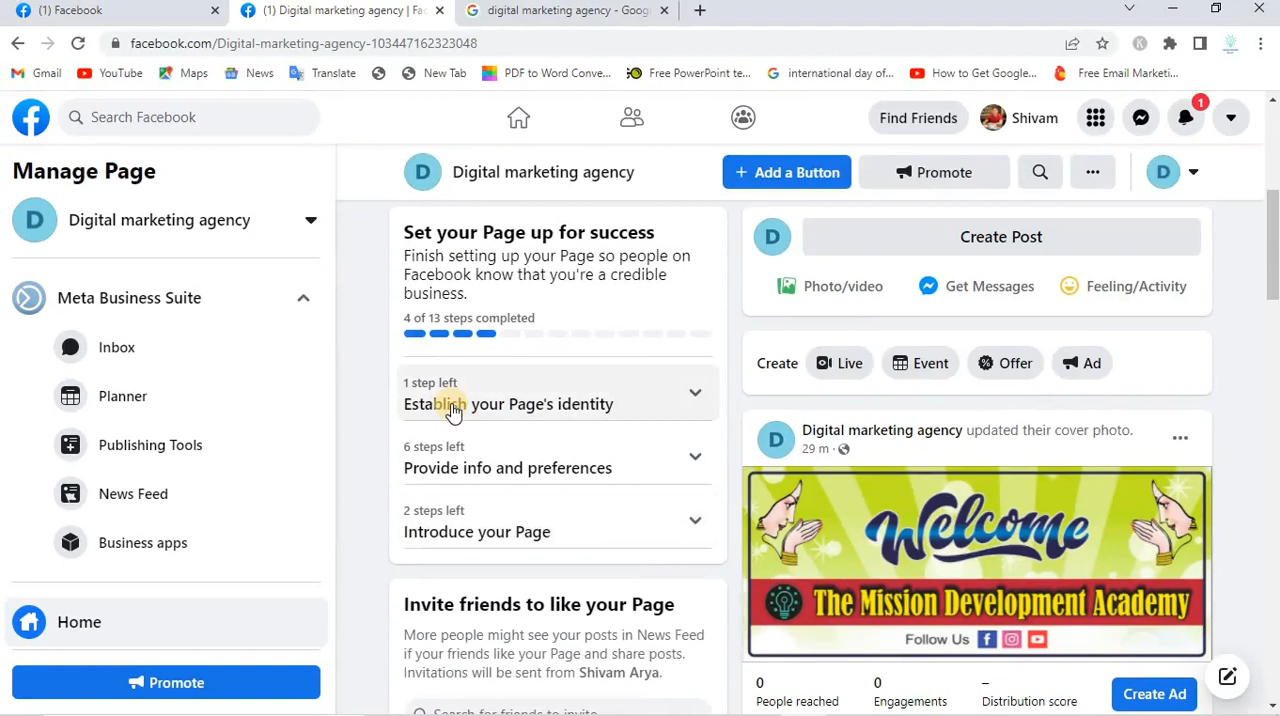 (1) Facebook
(1) Digital marketing agency | Fac
digital marketing agency - Goog
facebook.com/Digital-marketing-agency-103447162323048
Gmail
YouTube
Maps
News
Translate
New Tab
PDF to Word Conve...
Free PowerPoint te...
international day of...
How to Get Google...
Free Email Marketi...
Search Facebook
Find Friends
Shivam
1
Manage Page
D
Digital marketing agency
Meta Business Suite
Inbox
Planner
Publishing Tools
News Feed
Business apps
Home
Promote
D
Digital marketing agency
+ Add a Button
Promote
D
Set your Page up for success
Finish setting up your Page so people on
Facebook know that you're a credible
business.
4 of 13 steps completed
1 step left
Establish your Page's identity
6 steps left
Provide info and preferences
2 steps left
Introduce your Page
Invite friends to like your Page
More people might see your posts in News Feed
if your friends like your Page and share posts.
Invitations will be sent from Shivam Arya.
Search for friends to invite
D
Create Post
Photo/video
Get Messages
Feeling/Activity
Create
Live
Event
Offer
Ad
D
Digital marketing agency updated their cover photo.
29 m ·
Welcome
The Mission Development Academy
Follow Us
0
People reached
0
Engagements
–
Distribution score
Create Ad